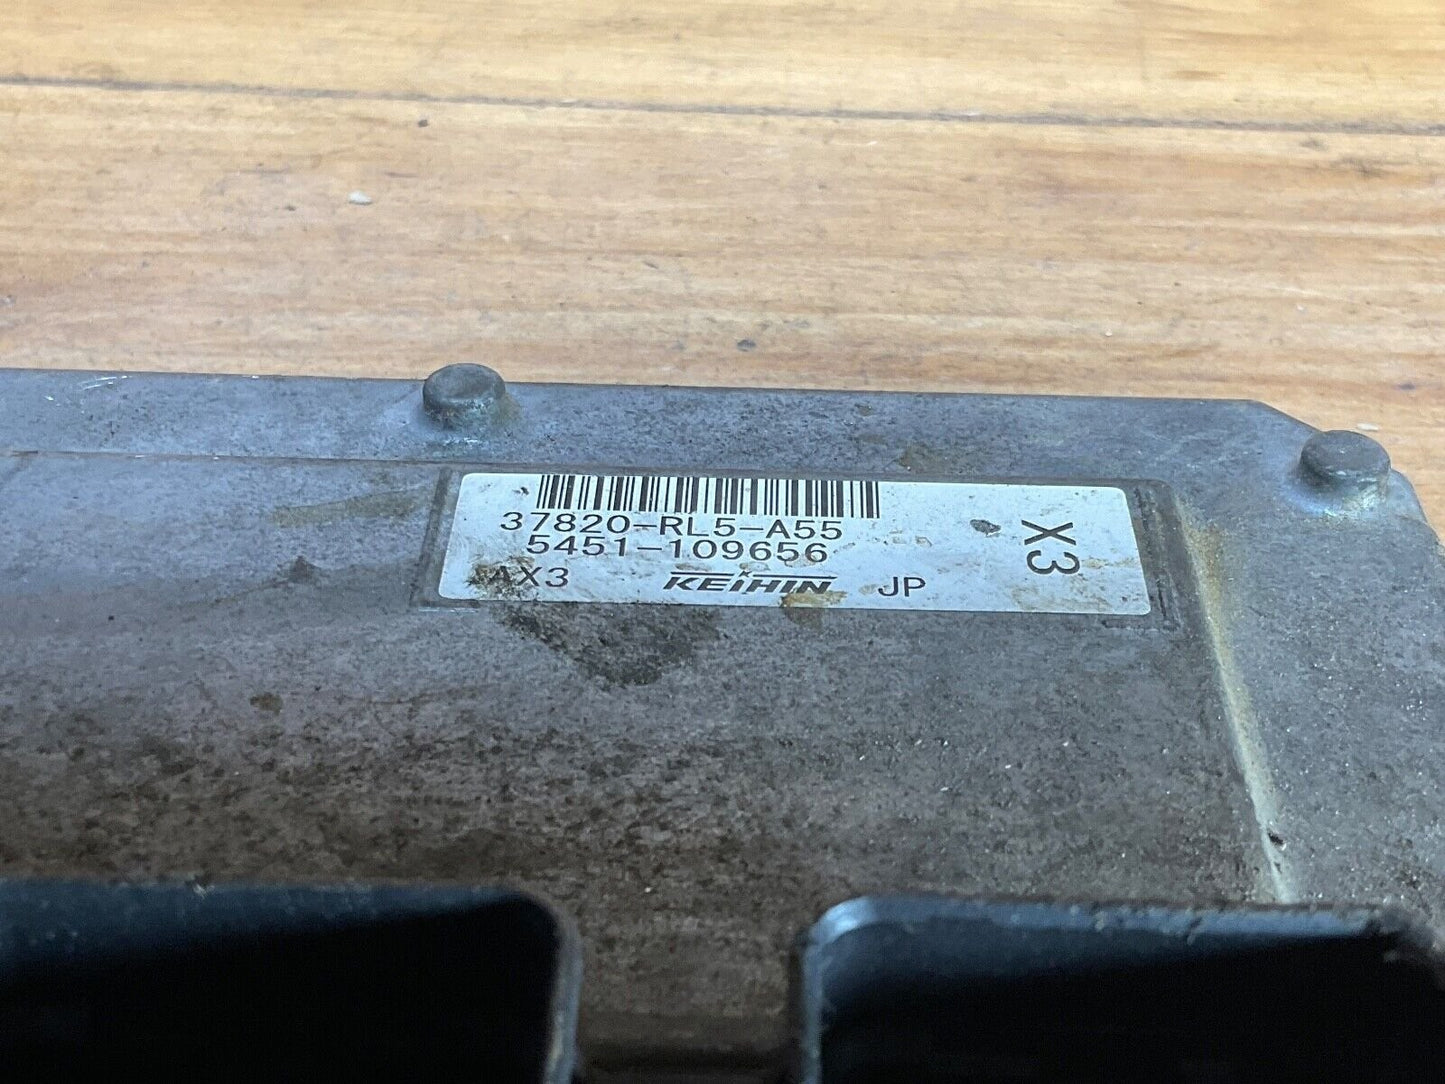 37820-RL5-A55
5451-109656
AX3 KEIHIN JP
X3